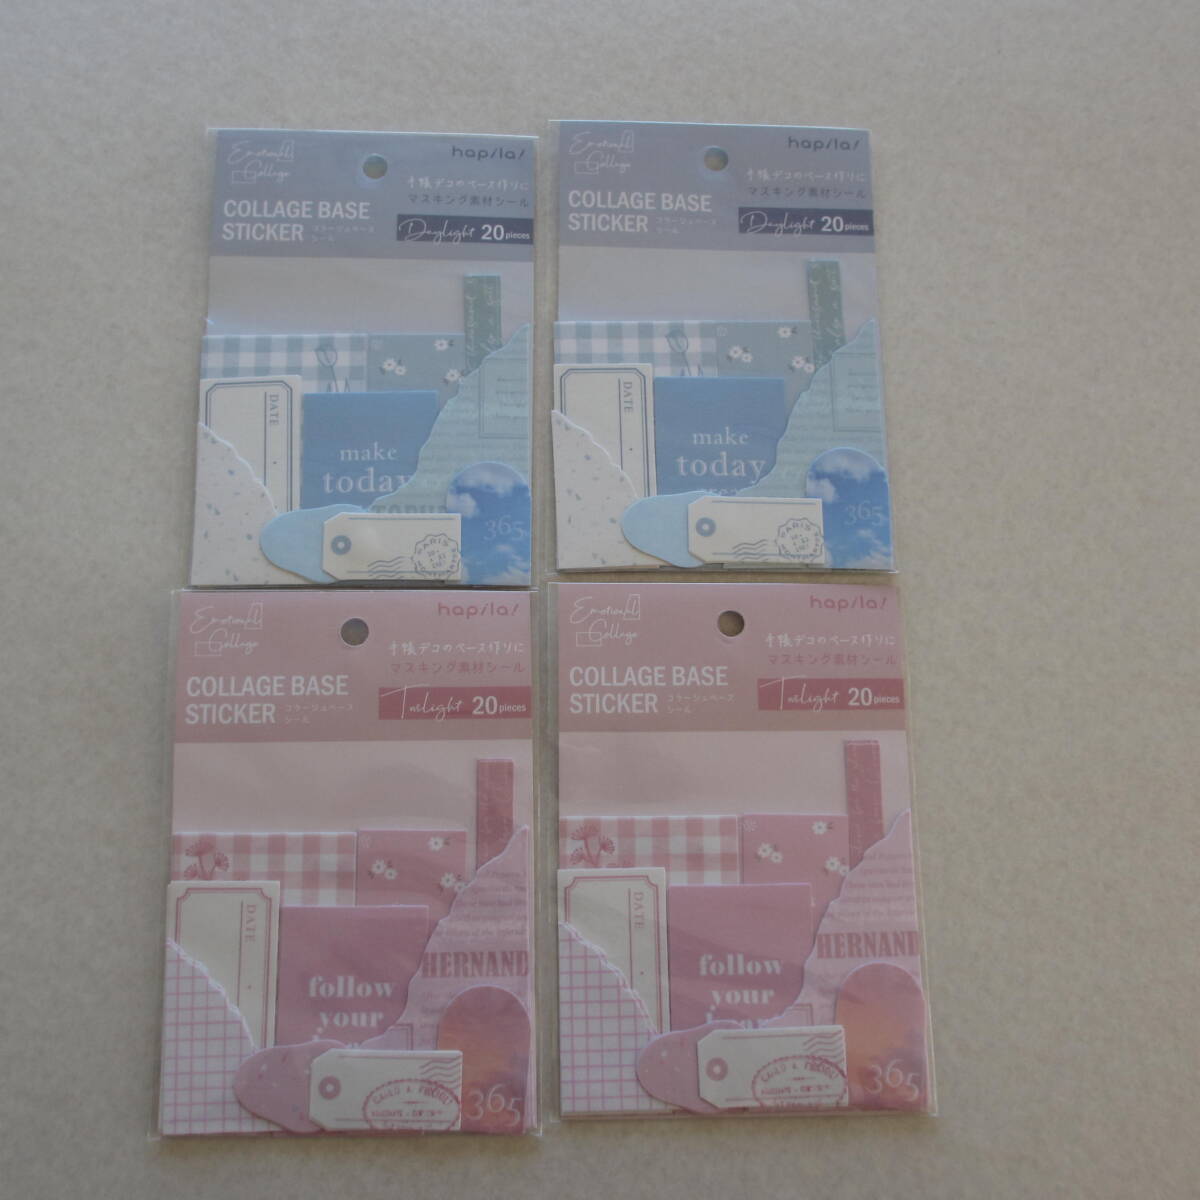 Emotional
Collage
hapila!
手帳デコのベース作りに
マスキング素材シール
COLLAGE BASE
STICKER
コラージュベース
シール
Daylight 20 pieces
DATE
make
today
365
PARIS
Emotional
Collage
hapila!
手帳デコのベース作りに
マスキング素材シール
COLLAGE BASE
STICKER
コラージュベース
シール
Daylight 20 pieces
DATE
make
today
365
PARIS
Emotional
Collage
hapila!
手帳デコのベース作りに
マスキング素材シール
COLLAGE BASE
STICKER
コラージュベース
シール
Twilight 20 pieces
DATE
HERNAND
follow
your
365
Emotional
Collage
hapila!
手帳デコのベース作りに
マスキング素材シール
COLLAGE BASE
STICKER
コラージュベース
シール
Twilight 20 pieces
DATE
HERNAND
follow
your
365